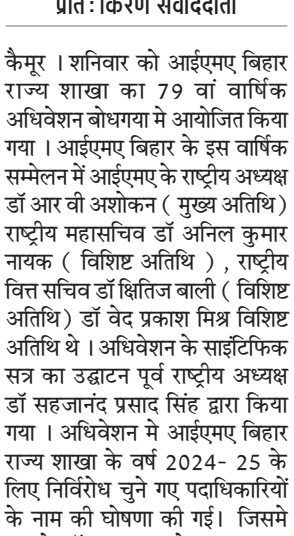 प्रात : किरण संवाददाता
कैमूर । शनिवार को आईएमए बिहार
राज्य शाखा का 79 वां वार्षिक
अधिवेशन बोधगया मे आयोजित किया
गया । आईएमए बिहार के इस वार्षिक
सम्मेलन में आईएमए के राष्ट्रीय अध्यक्ष
डॉ आर वी अशोकन ( मुख्य अतिथि)
राष्ट्रीय महासचिव डॉ अनिल कुमार
नायक ( विशिष्ट अतिथि ) , राष्ट्रीय
वित्त सचिव डॉ क्षितिज बाली ( विशिष्ट
अतिथि) डॉ वेद प्रकाश मिश्र विशिष्ट
अतिथि थे । अधिवेशन के साइंटिफिक
सत्र का उद्घाटन पूर्व राष्ट्रीय अध्यक्ष
डॉ सहजानंद प्रसाद सिंह द्वारा किया
गया । अधिवेशन मे आईएमए बिहार
राज्य शाखा के वर्ष 2024- 25 के
लिए निर्विरोध चुने गए पदाधिकारियों
के नाम की घोषणा की गई। जिसमे